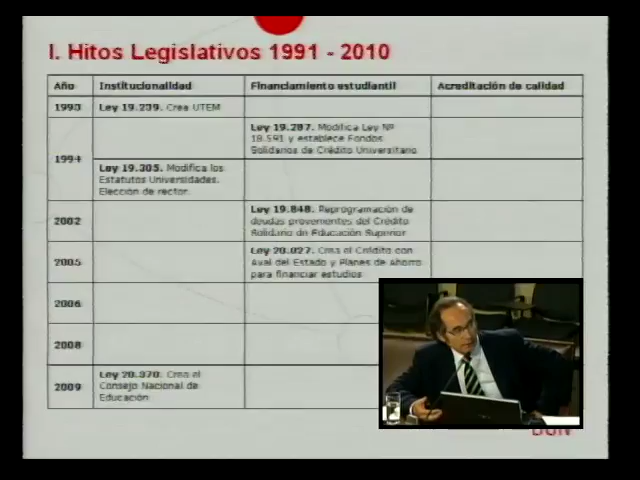 I. Hitos Legislativos 1991 - 2010
Año Institucionalidad Financiamiento estudiantil Acreditación de calidad
1993 Ley 19.239. Crea UTEM
1994
Ley 19.287. Modifica Ley Nº
18.591 y establece Fondos
Solidarios de Crédito Universitario
Ley 19.305. Modifica los
Estatutos Universidades.
Elección de rector.
2002
Ley 19.848. Reprogramación de
deudas provenientes del Crédito
Solidario de Educación Superior
2005
Ley 20.027. Crea el Crédito con
Aval del Estado y Planes de Ahorro
para financiar estudios
2006
2008
2009
Ley 20.370. Crea el
Consejo Nacional de
Educación